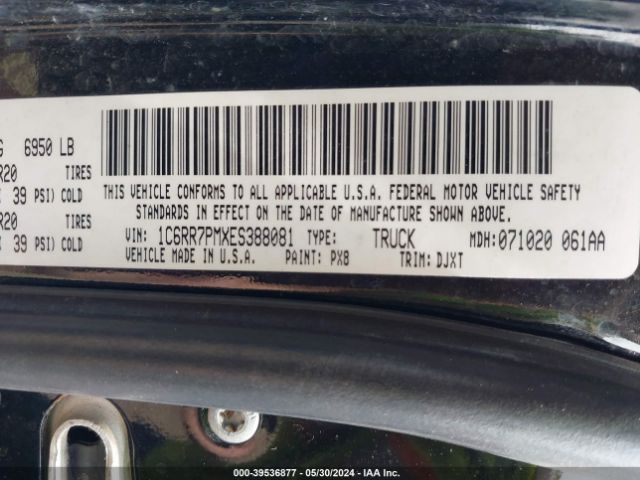 G 6950 LB
R20 TIRES
39 PSI) COLD
R20 TIRES
39 PSI) COLD
THIS VEHICLE CONFORMS TO ALL APPLICABLE U.S.A. FEDERAL MOTOR VEHICLE SAFETY
STANDARDS IN EFFECT ON THE DATE OF MANUFACTURE SHOWN ABOVE.
VIN: 1C6RR7PMXES388081 TYPE: TRUCK MDH:071020 061AA
VEHICLE MADE IN U.S.A. PAINT: PX8 TRIM: DJXT
000-39536877 - 05/30/2024 - IAA Inc.